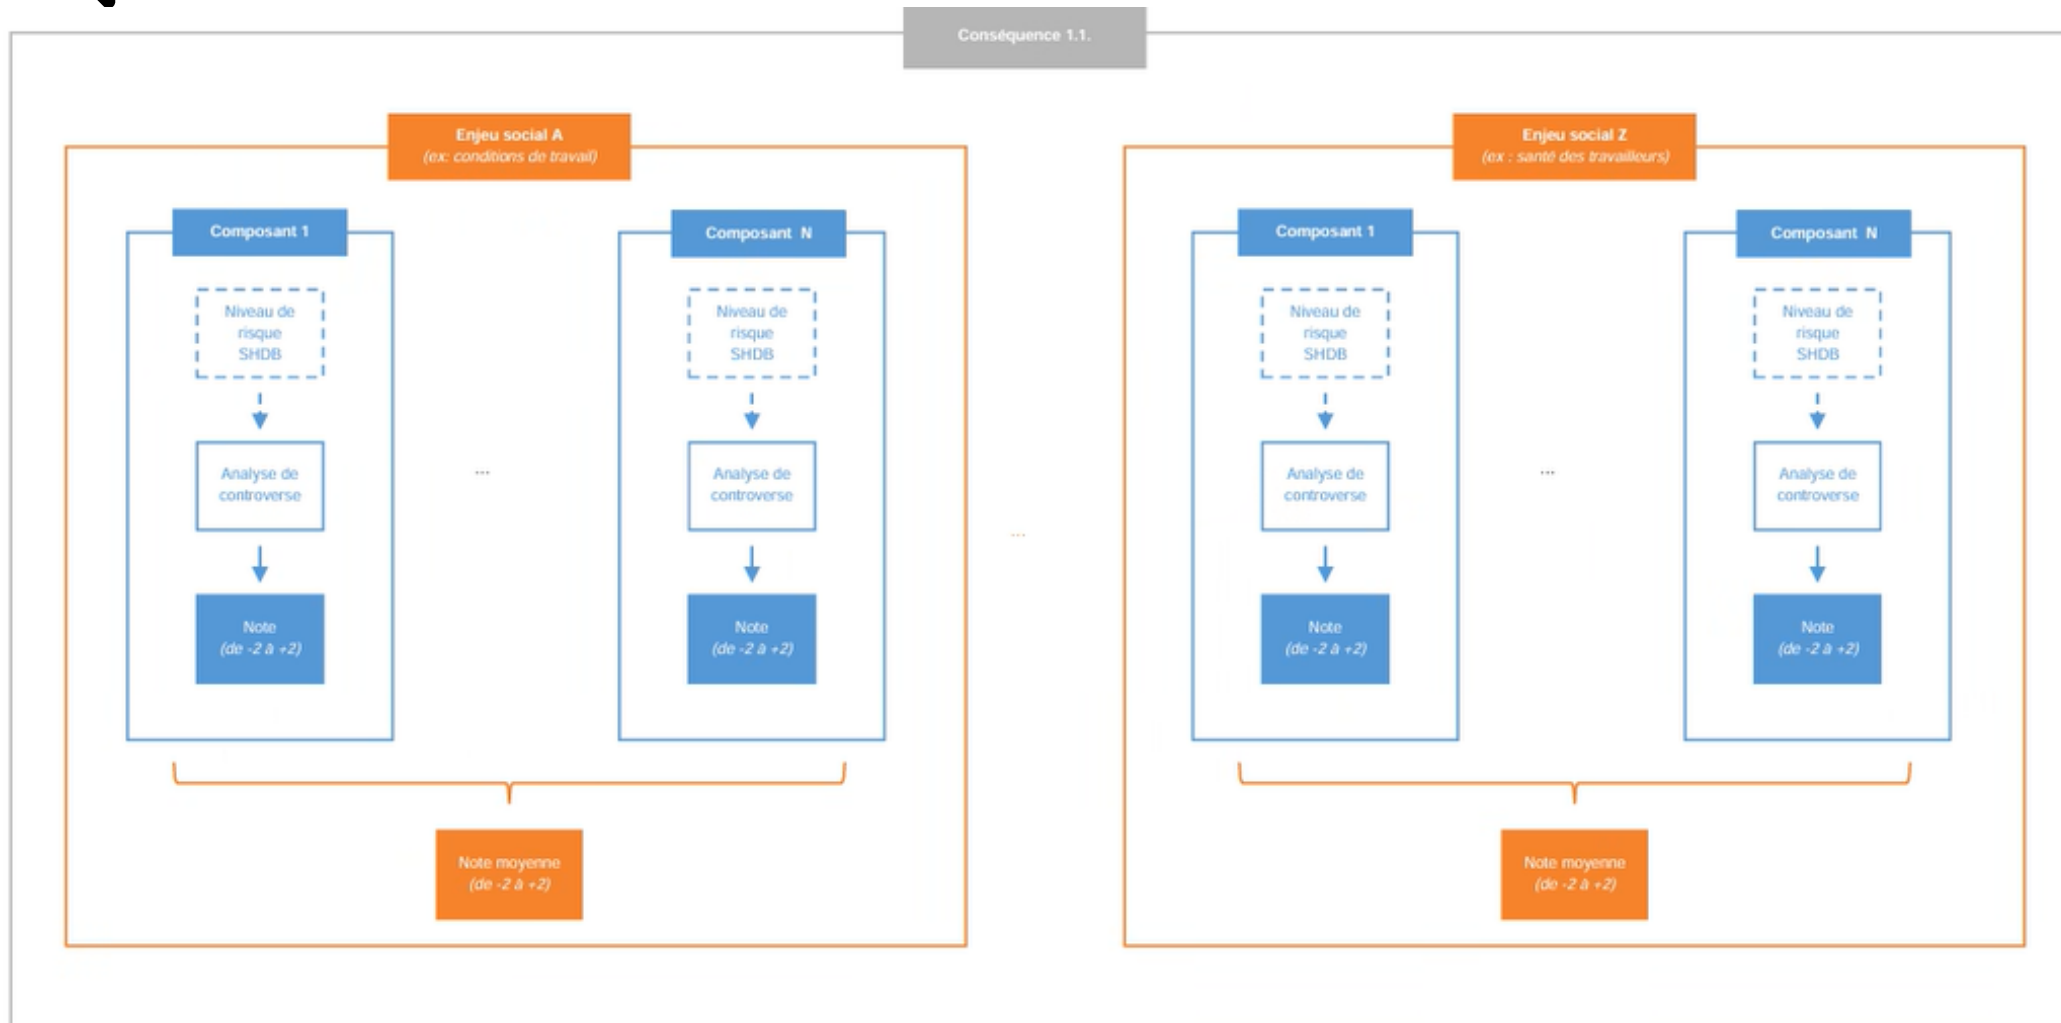 Conséquence 1.1.
Enjeu social A
(ex: conditions de travail)
Composant 1
Niveau de
risque
SHDB
Analyse de
controverse
Note
(de -2 à +2)
...
Composant N
Niveau de
risque
SHDB
Analyse de
controverse
Note
(de -2 à +2)
Note moyenne
(de -2 à +2)
...
Enjeu social Z
(ex : santé des travailleurs)
Composant 1
Niveau de
risque
SHDB
Analyse de
controverse
Note
(de -2 à +2)
...
Composant N
Niveau de
risque
SHDB
Analyse de
controverse
Note
(de -2 à +2)
Note moyenne
(de -2 à +2)